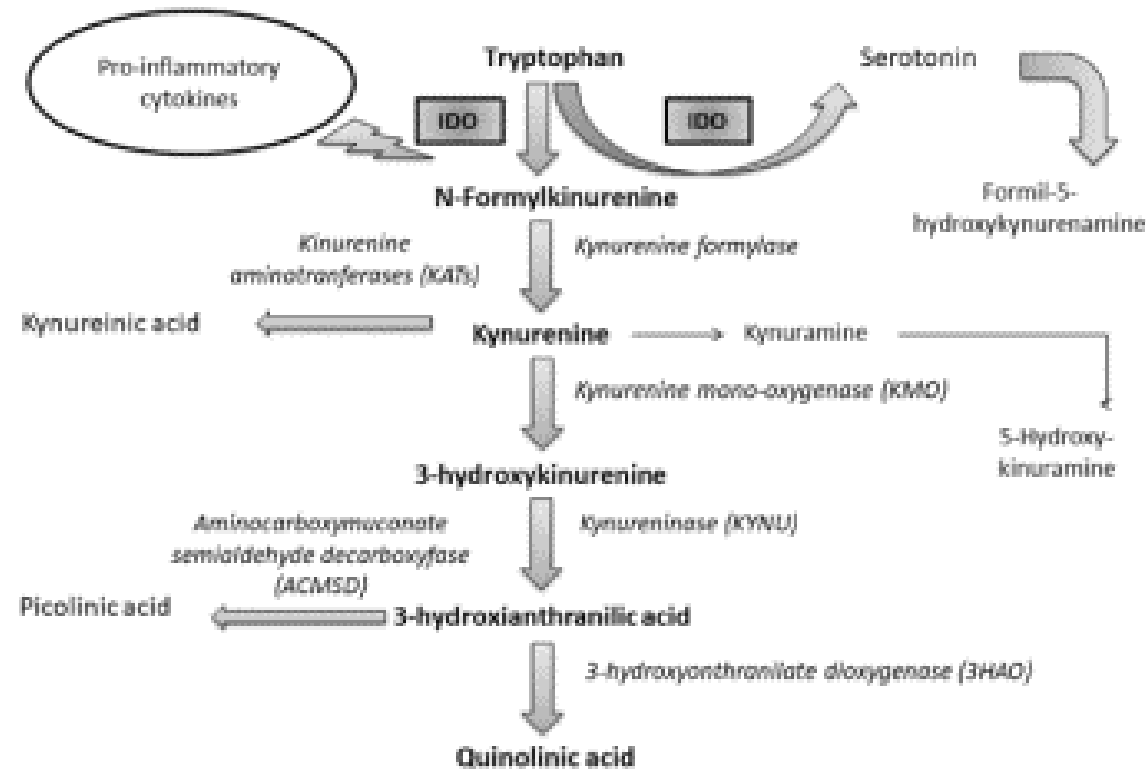 Pro-inflammatory
cytokines
Tryptophan
Serotonin
IDO
IDO
N-Formylkinurenine
Formil-5-
hydroxykynurenamine
Kinurenine
aminotranferases (KATs)
Kynurenine formylase
Kynureinic acid
Kynurenine
Kynuramine
Kynurenine mono-oxygenase (KMO)
5-Hydroxy-
kinuramine
3-hydroxykinurenine
Aminocarboxymuconate
semialdehyde decarboxyfase
(ACMSD)
Kynureninase (KYNU)
Picolinic acid
3-hydroxianthranilic acid
3-hydroxyonthranilate dioxygenase (3HAO)
Quinolinic acid